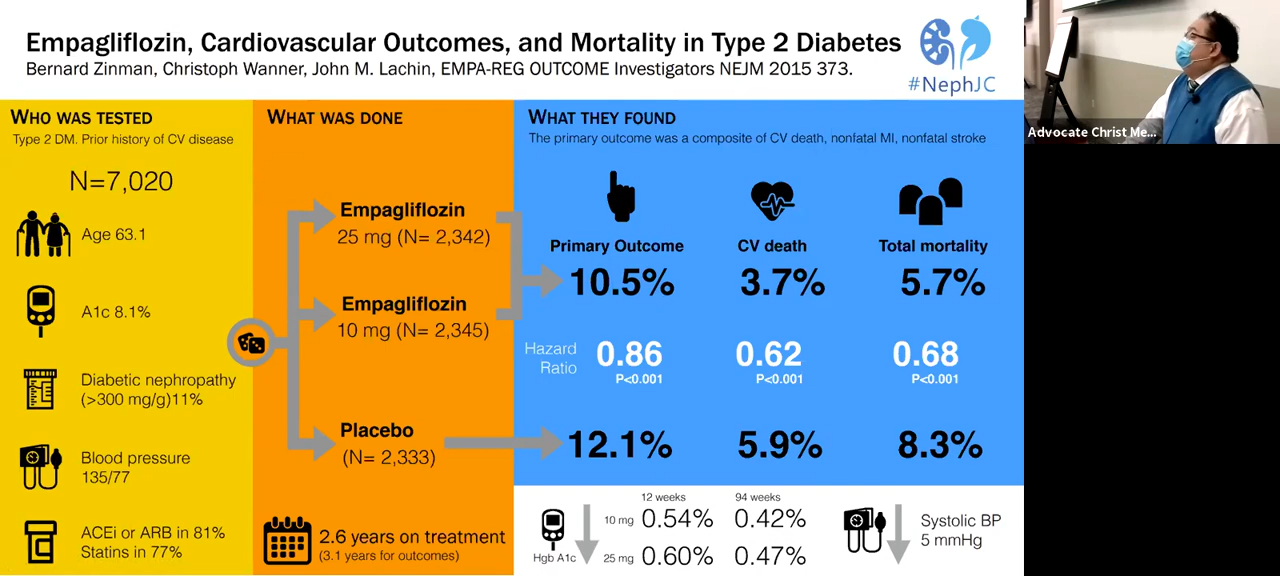 Empagliflozin, Cardiovascular Outcomes, and Mortality in Type 2 Diabetes
Bernard Zinman, Christoph Wanner, John M. Lachin, EMPA-REG OUTCOME Investigators NEJM 2015 373.
#NephJC
Advocate Christ Me...
WHO WAS TESTED
Type 2 DM. Prior history of CV disease
N=7,020
Age 63.1
A1c 8.1%
Diabetic nephropathy
(>300 mg/g)11%
Blood pressure
135/77
ACEi or ARB in 81%
Statins in 77%
WHAT WAS DONE
Empagliflozin
25 mg (N= 2,342)
Empagliflozin
10 mg (N= 2,345)
Placebo
(N= 2,333)
2.6 years on treatment
(3.1 years for outcomes)
WHAT THEY FOUND
The primary outcome was a composite of CV death, nonfatal MI, nonfatal stroke
Primary Outcome CV death Total mortality
10.5% 3.7% 5.7%
Hazard
Ratio
0.86 0.62 0.68
P<0.001 P<0.001 P<0.001
12.1% 5.9% 8.3%
12 weeks 94 weeks
10 mg 0.54% 0.42%
25 mg 0.60% 0.47%
Hgb A1c
Systolic BP
5 mmHg